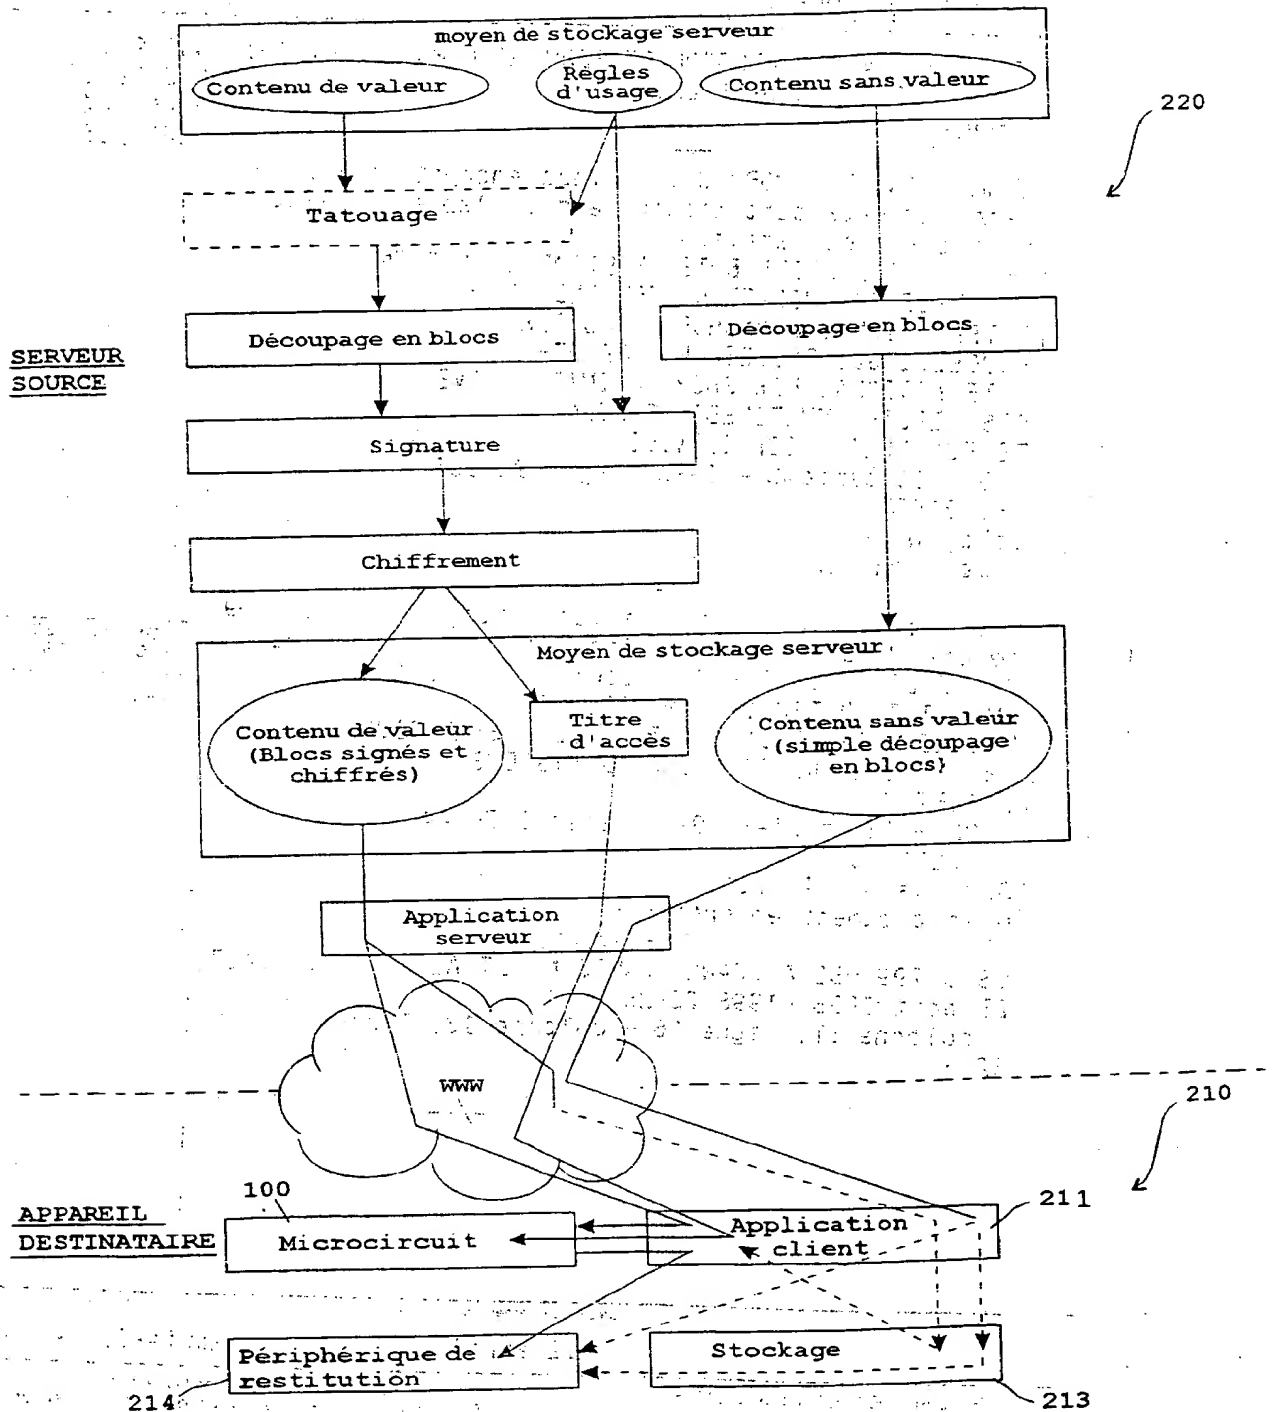 moyen de stockage serveur
Contenu de valeur
Règles
d'usage
Contenu sans valeur
220
Tatouage
Découpage en blocs
Découpage en blocs
SERVEUR
SOURCE
Signature
Chiffrement
Moyen de stockage serveur
Contenu de valeur
(Blocs signés et
chiffrés)
Titre
d'accès
Contenu sans valeur
(simple découpage
en blocs}
Application
serveur
WWW
210
100
211
APPAREIL
DESTINATAIRE
Microcircuit
Application
client
Périphérique de
restitution
Stockage
214
213